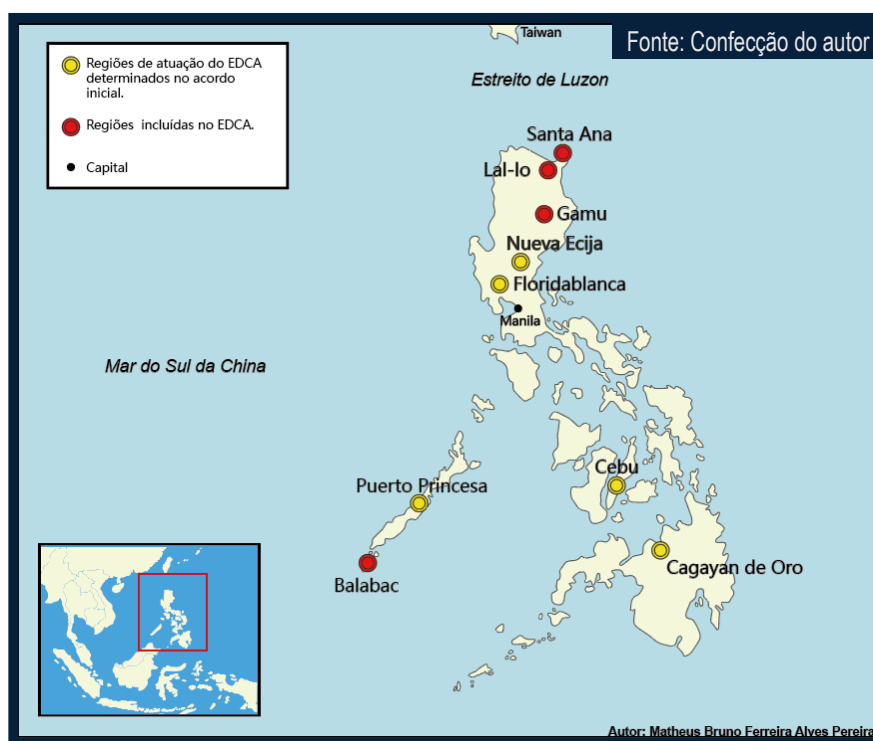 Taiwan
Fonte: Confecção do autor
Regiões de atuação do EDCA
determinados no acordo
inicial.
Regiões incluídas no EDCA.
Capital
Estreito de Luzon
Santa Ana
Lal-lo
Gamu
Nueva Ecija
Floridablanca
Manila
Mar do Sul da China
Cebu
Puerto Princesa
Cagayan de Oro
Balabac
Autor: Matheus Bruno Ferreira Alves Pereira